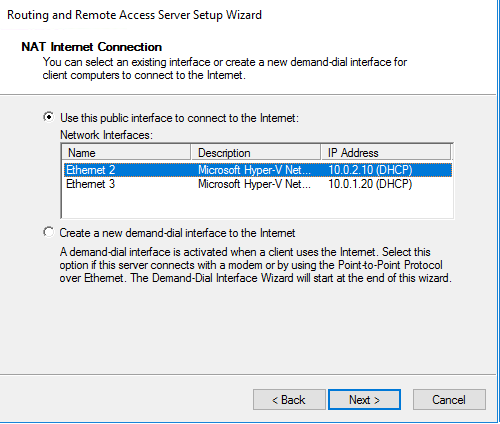 Routing and Remote Access Server Setup Wizard
NAT Internet Connection
You can select an existing interface or create a new demand-dial interface for
client computers to connect to the Internet.
Use this public interface to connect to the Internet:
Network Interfaces:
Name Description IP Address
Ethernet 2 Microsoft Hyper-V Net... 10.0.2.10 (DHCP)
Ethernet 3 Microsoft Hyper-V Net... 10.0.1.20 (DHCP)
Create a new demand-dial interface to the Internet
A demand-dial interface is activated when a client uses the Internet. Select this
option if this server connects with a modem or by using the Point-to-Point Protocol
over Ethernet. The Demand-Dial Interface Wizard will start at the end of this wizard.
< Back Next > Cancel